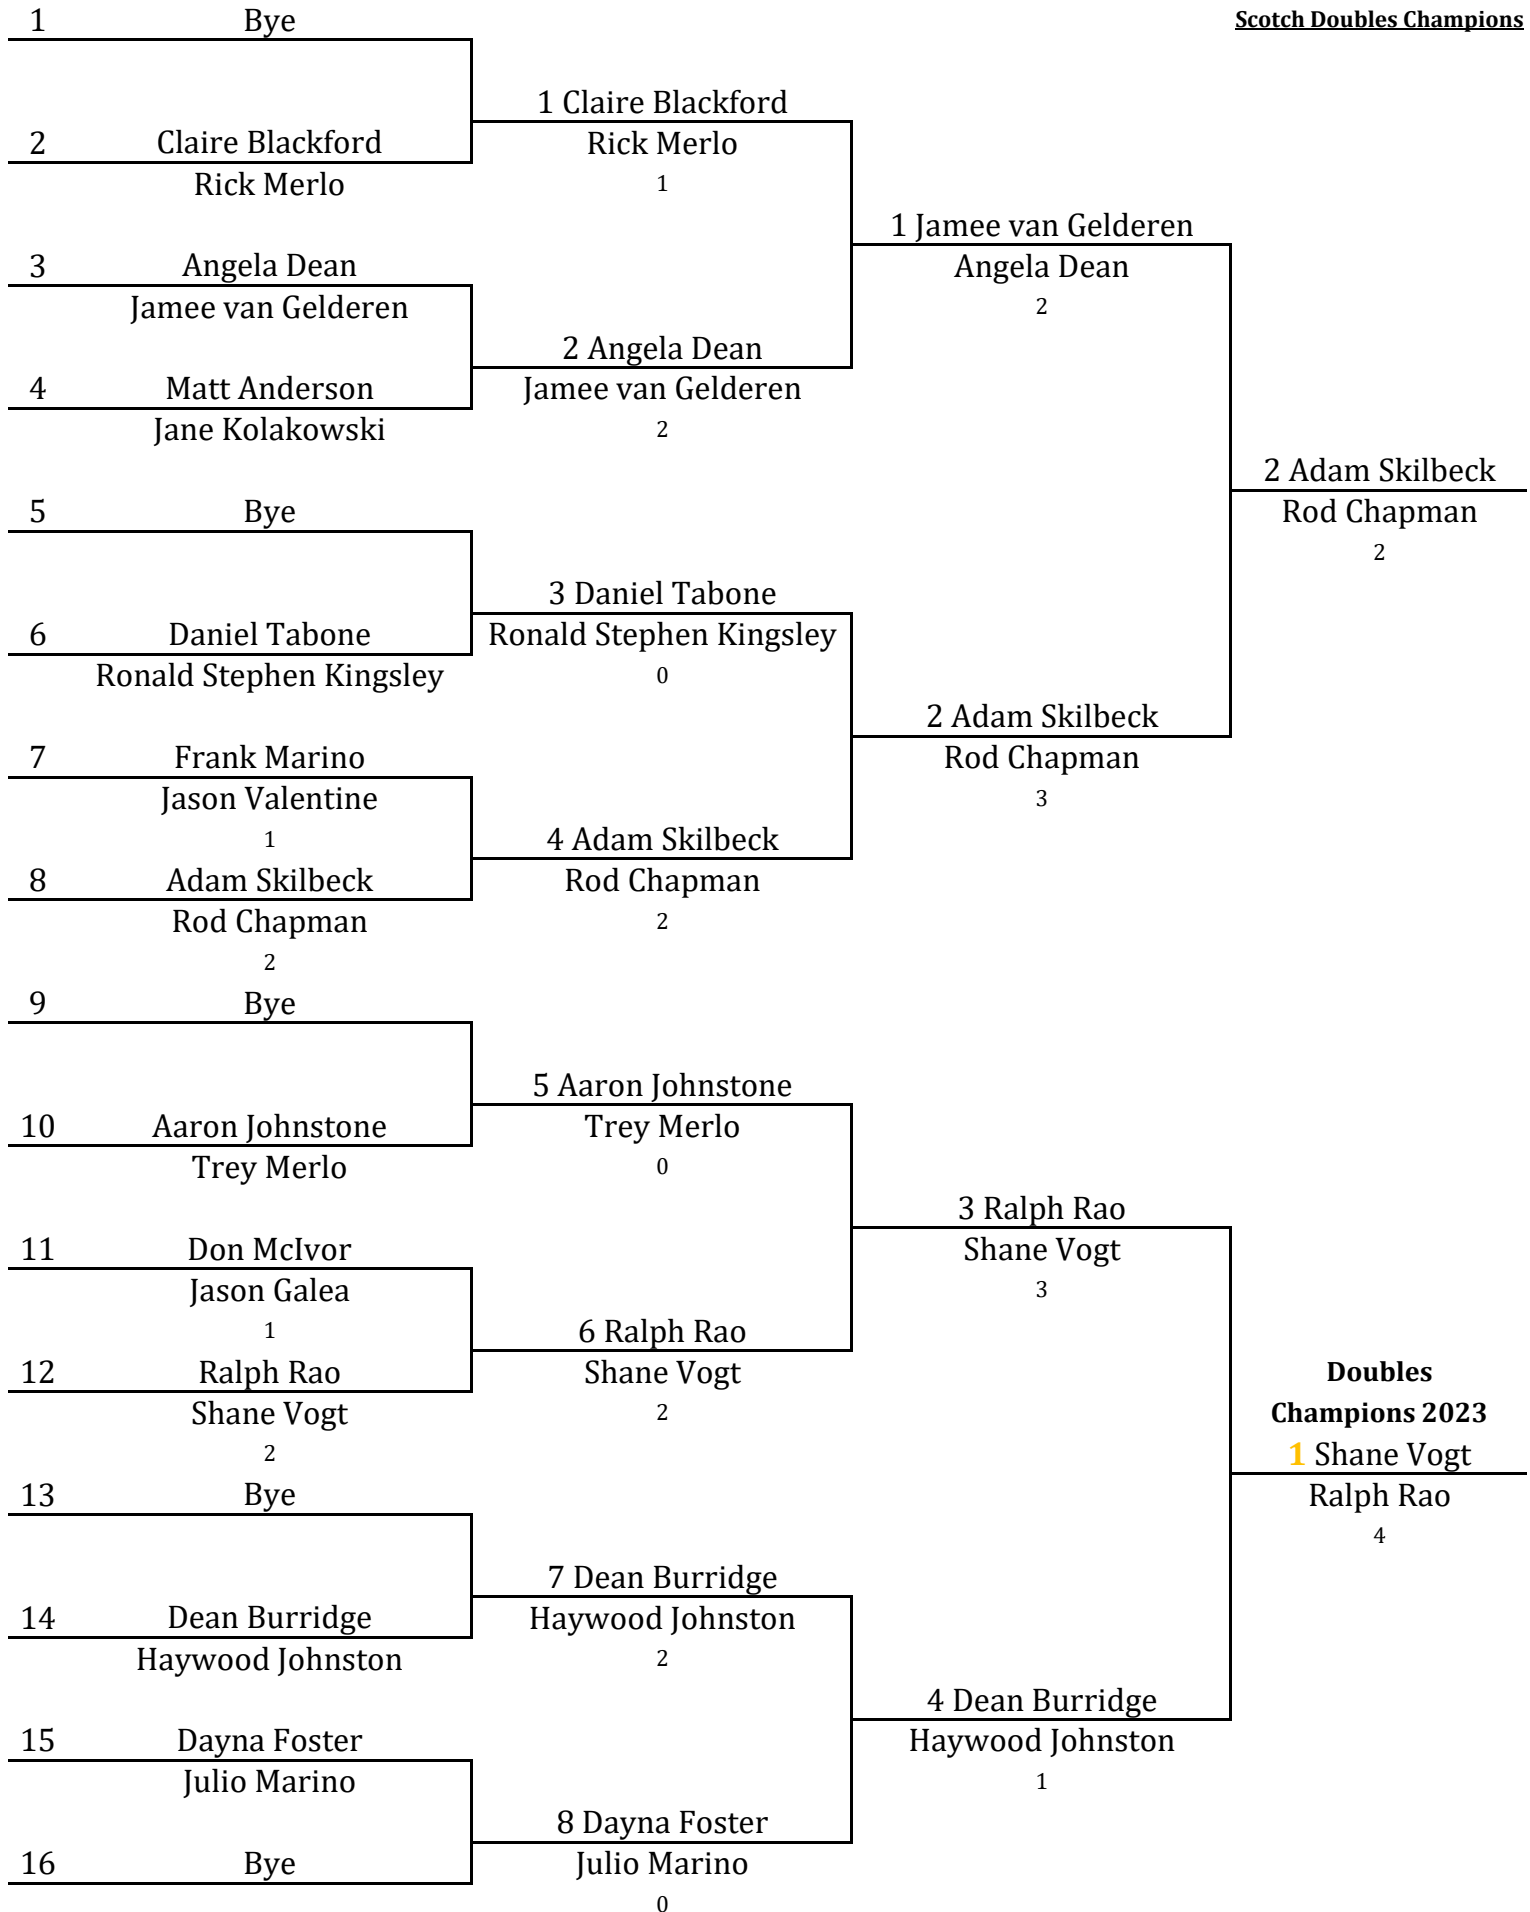 Scotch Doubles Champions
1 Bye
2 Claire Blackford
Rick Merlo
3 Angela Dean
Jamee van Gelderen
4 Matt Anderson
Jane Kolakowski
5 Bye
6 Daniel Tabone
Ronald Stephen Kingsley
7 Frank Marino
Jason Valentine
1
8 Adam Skilbeck
Rod Chapman
2
9 Bye
10 Aaron Johnstone
Trey Merlo
11 Don McIvor
Jason Galea
1
12 Ralph Rao
Shane Vogt
2
13 Bye
14 Dean Burridge
Haywood Johnston
15 Dayna Foster
Julio Marino
16 Bye
1 Claire Blackford
Rick Merlo
1
2 Angela Dean
Jamee van Gelderen
2
3 Daniel Tabone
Ronald Stephen Kingsley
0
4 Adam Skilbeck
Rod Chapman
2
5 Aaron Johnstone
Trey Merlo
0
6 Ralph Rao
Shane Vogt
2
7 Dean Burridge
Haywood Johnston
2
8 Dayna Foster
Julio Marino
0
1 Jamee van Gelderen
Angela Dean
2
2 Adam Skilbeck
Rod Chapman
3
3 Ralph Rao
Shane Vogt
3
4 Dean Burridge
Haywood Johnston
1
2 Adam Skilbeck
Rod Chapman
2
Doubles
Champions 2023
1 Shane Vogt
Ralph Rao
4